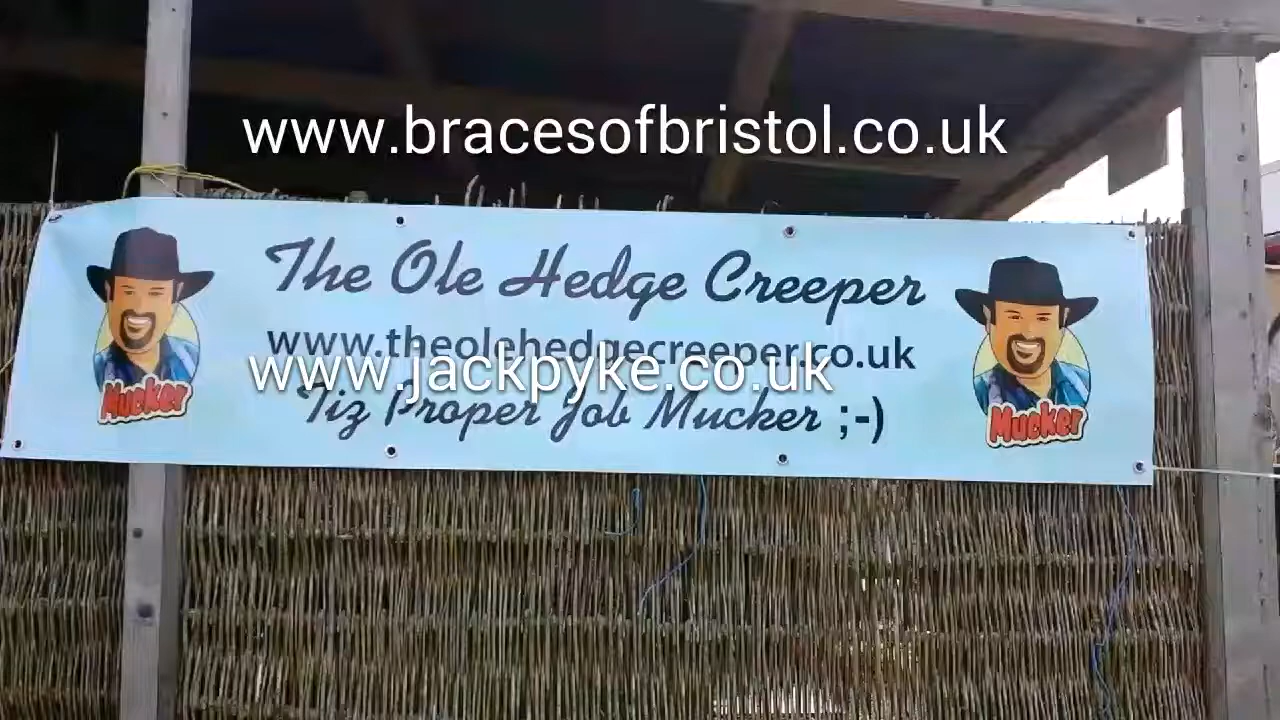 www.bracesofbristol.co.uk
The Ole Hedge Creeper
www.theolehedgecreeper.co.uk
www.jackpyke.co.uk
Tiz Proper Job Mucker ;-)
Mucker
Mucker